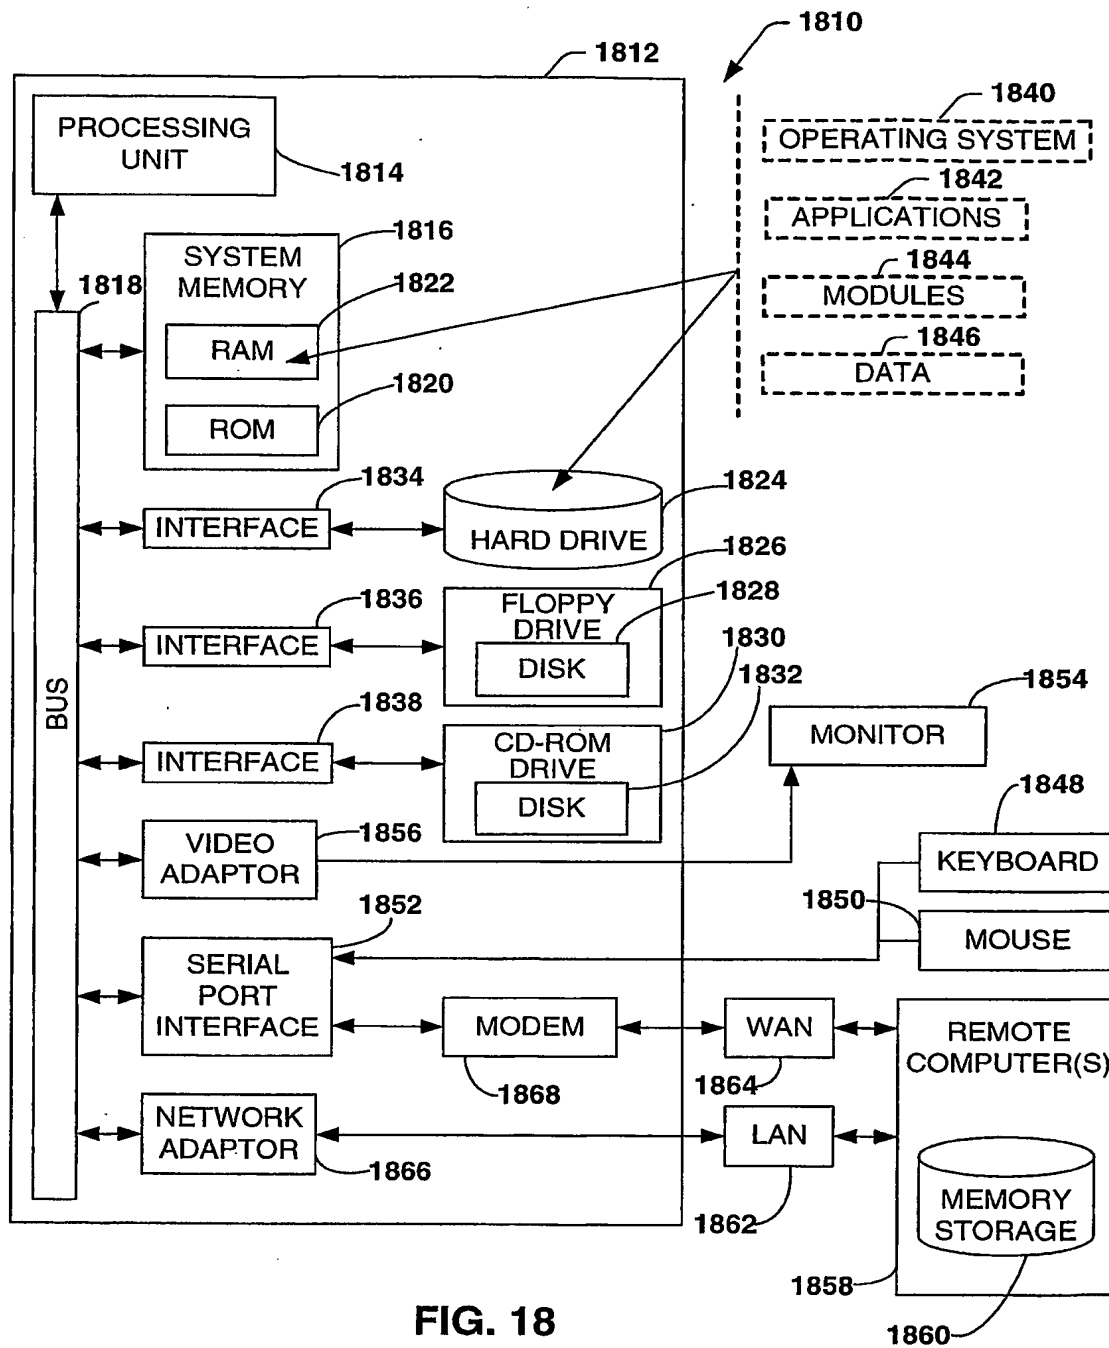 1810
1812
PROCESSING
UNIT
1814
1840
OPERATING SYSTEM
1842
APPLICATIONS
1844
MODULES
1846
DATA
1816
SYSTEM
MEMORY
1818
1822
RAM
1820
ROM
BUS
1834
INTERFACE
1824
HARD DRIVE
1826
1836
INTERFACE
FLOPPY
DRIVE
1828
DISK
1830
1838
INTERFACE
CD-ROM
DRIVE
1832
DISK
1854
MONITOR
1856
VIDEO
ADAPTOR
1848
KEYBOARD
1850
MOUSE
1852
SERIAL
PORT
INTERFACE
MODEM
1868
WAN
1864
REMOTE
COMPUTER(S)
NETWORK
ADAPTOR
1866
LAN
1862
MEMORY
STORAGE
1858
1860
FIG. 18